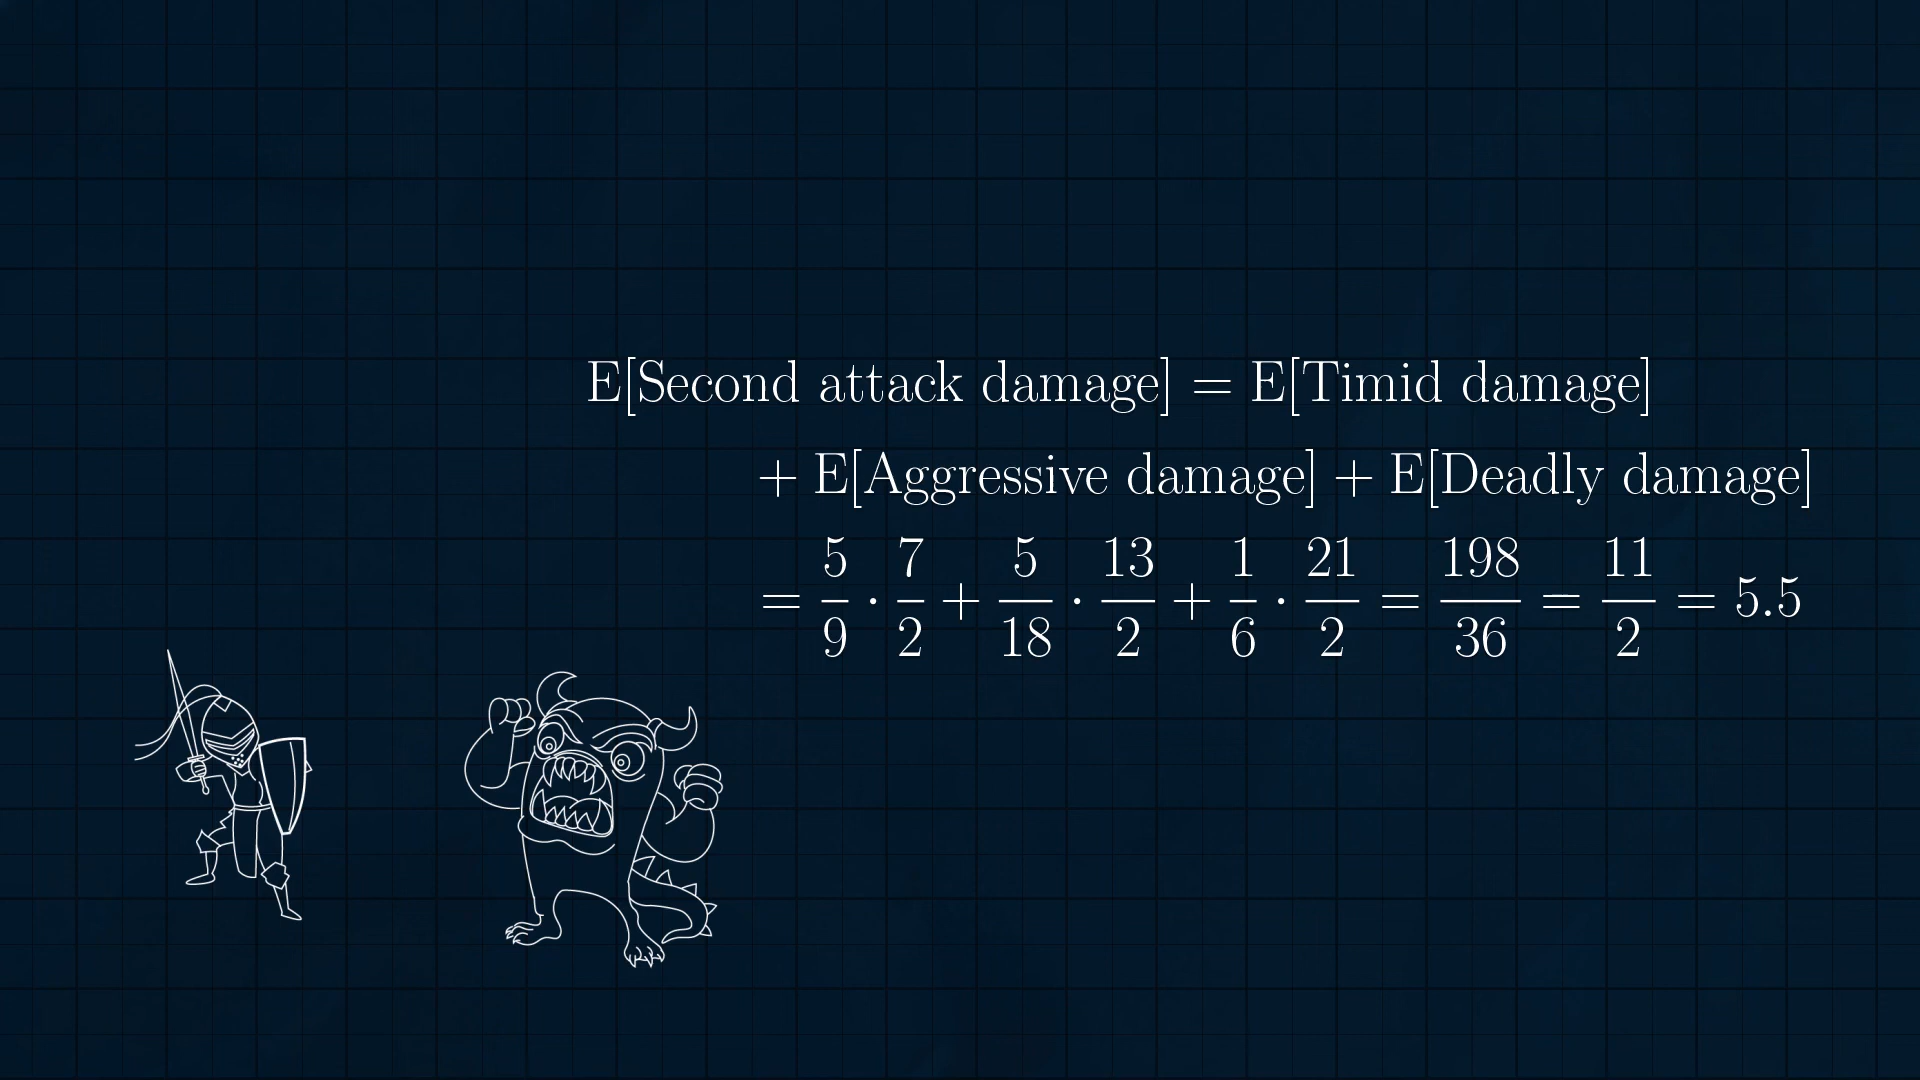 E[Second attack damage] = E[Timid damage]
+ E[Aggressive damage] + E[Deadly damage]
= 5/9 · 7/2 + 5/18 · 13/2 + 1/6 · 21/2 = 198/36 = 11/2 = 5.5